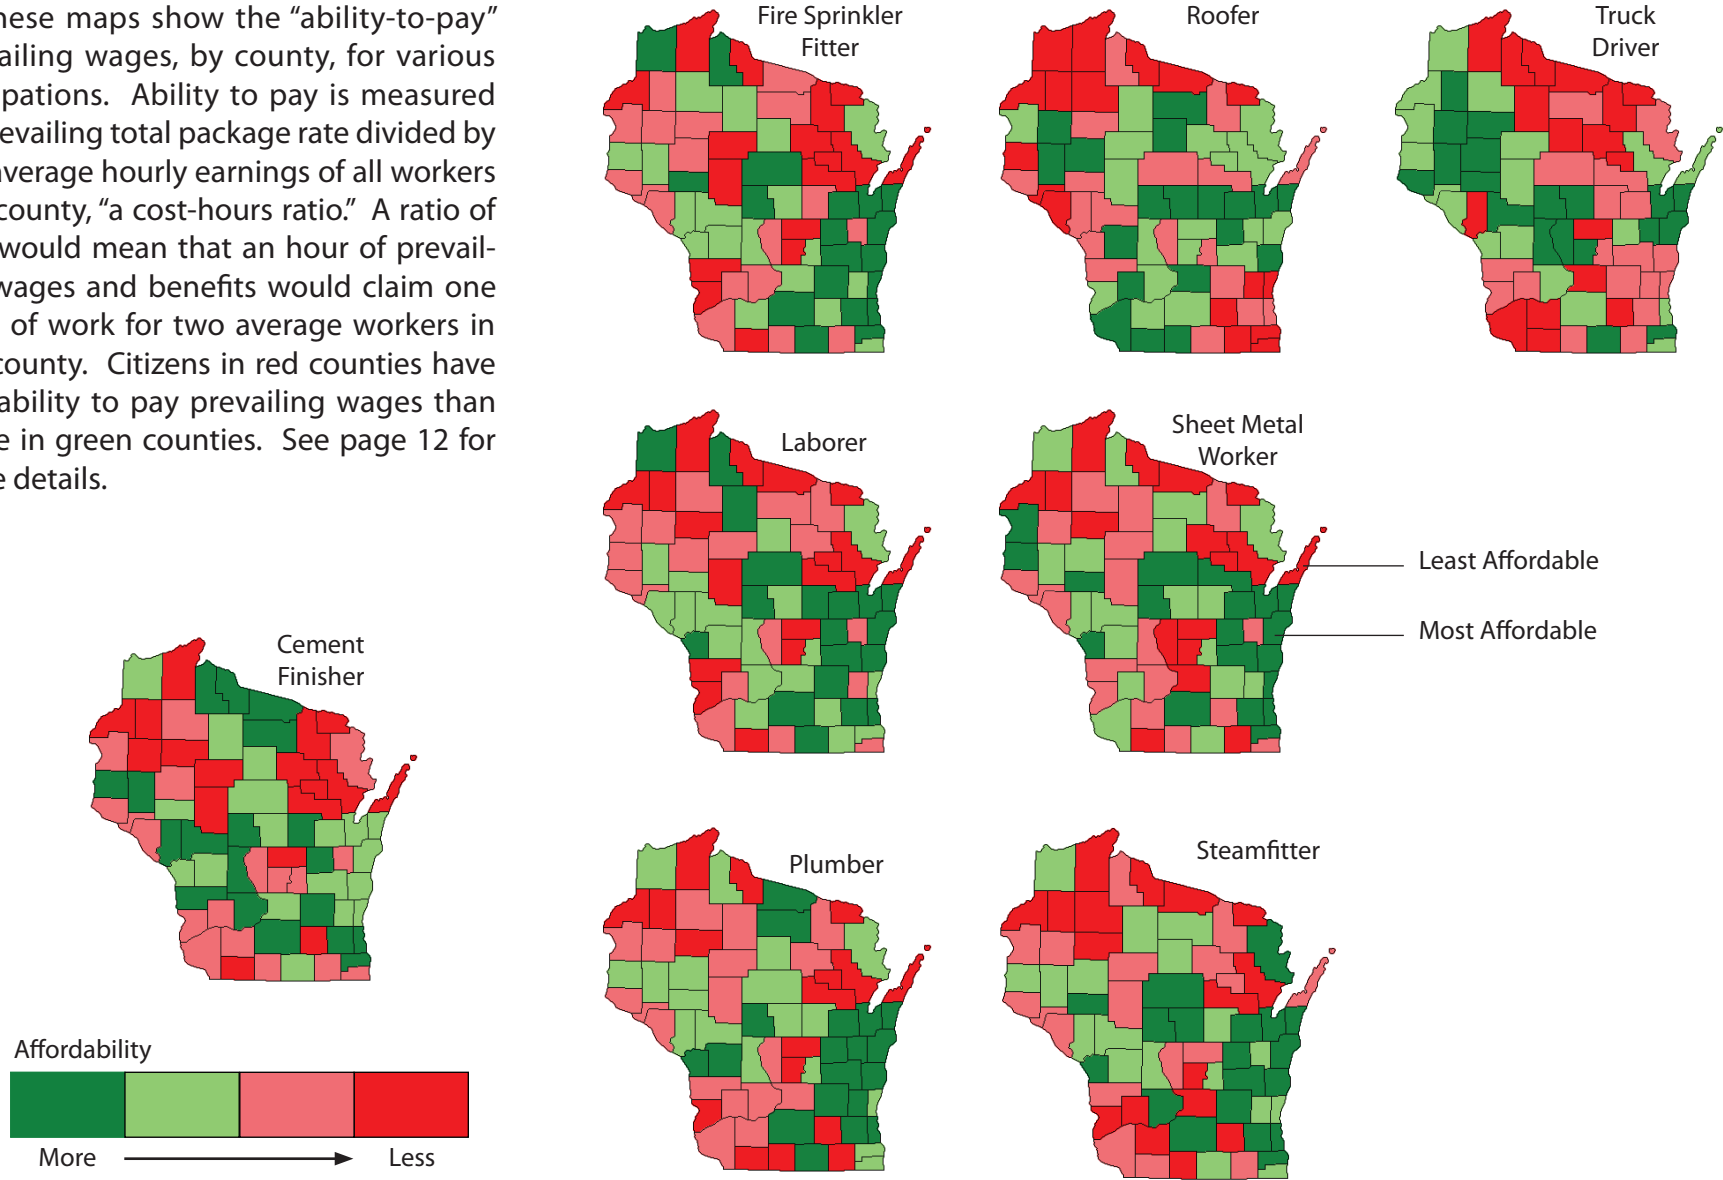 hese maps show the “ability-to-pay”
ailing wages, by county, for various
pations. Ability to pay is measured
revailing total package rate divided by
average hourly earnings of all workers
county, “a cost-hours ratio.” A ratio of
would mean that an hour of prevail-
wages and benefits would claim one
of work for two average workers in
county. Citizens in red counties have
ability to pay prevailing wages than
e in green counties. See page 12 for
e details.
Fire Sprinkler
Fitter
Roofer
Truck
Driver
Laborer
Sheet Metal
Worker
Least Affordable
Most Affordable
Cement
Finisher
Plumber
Steamfitter
Affordability
More
Less